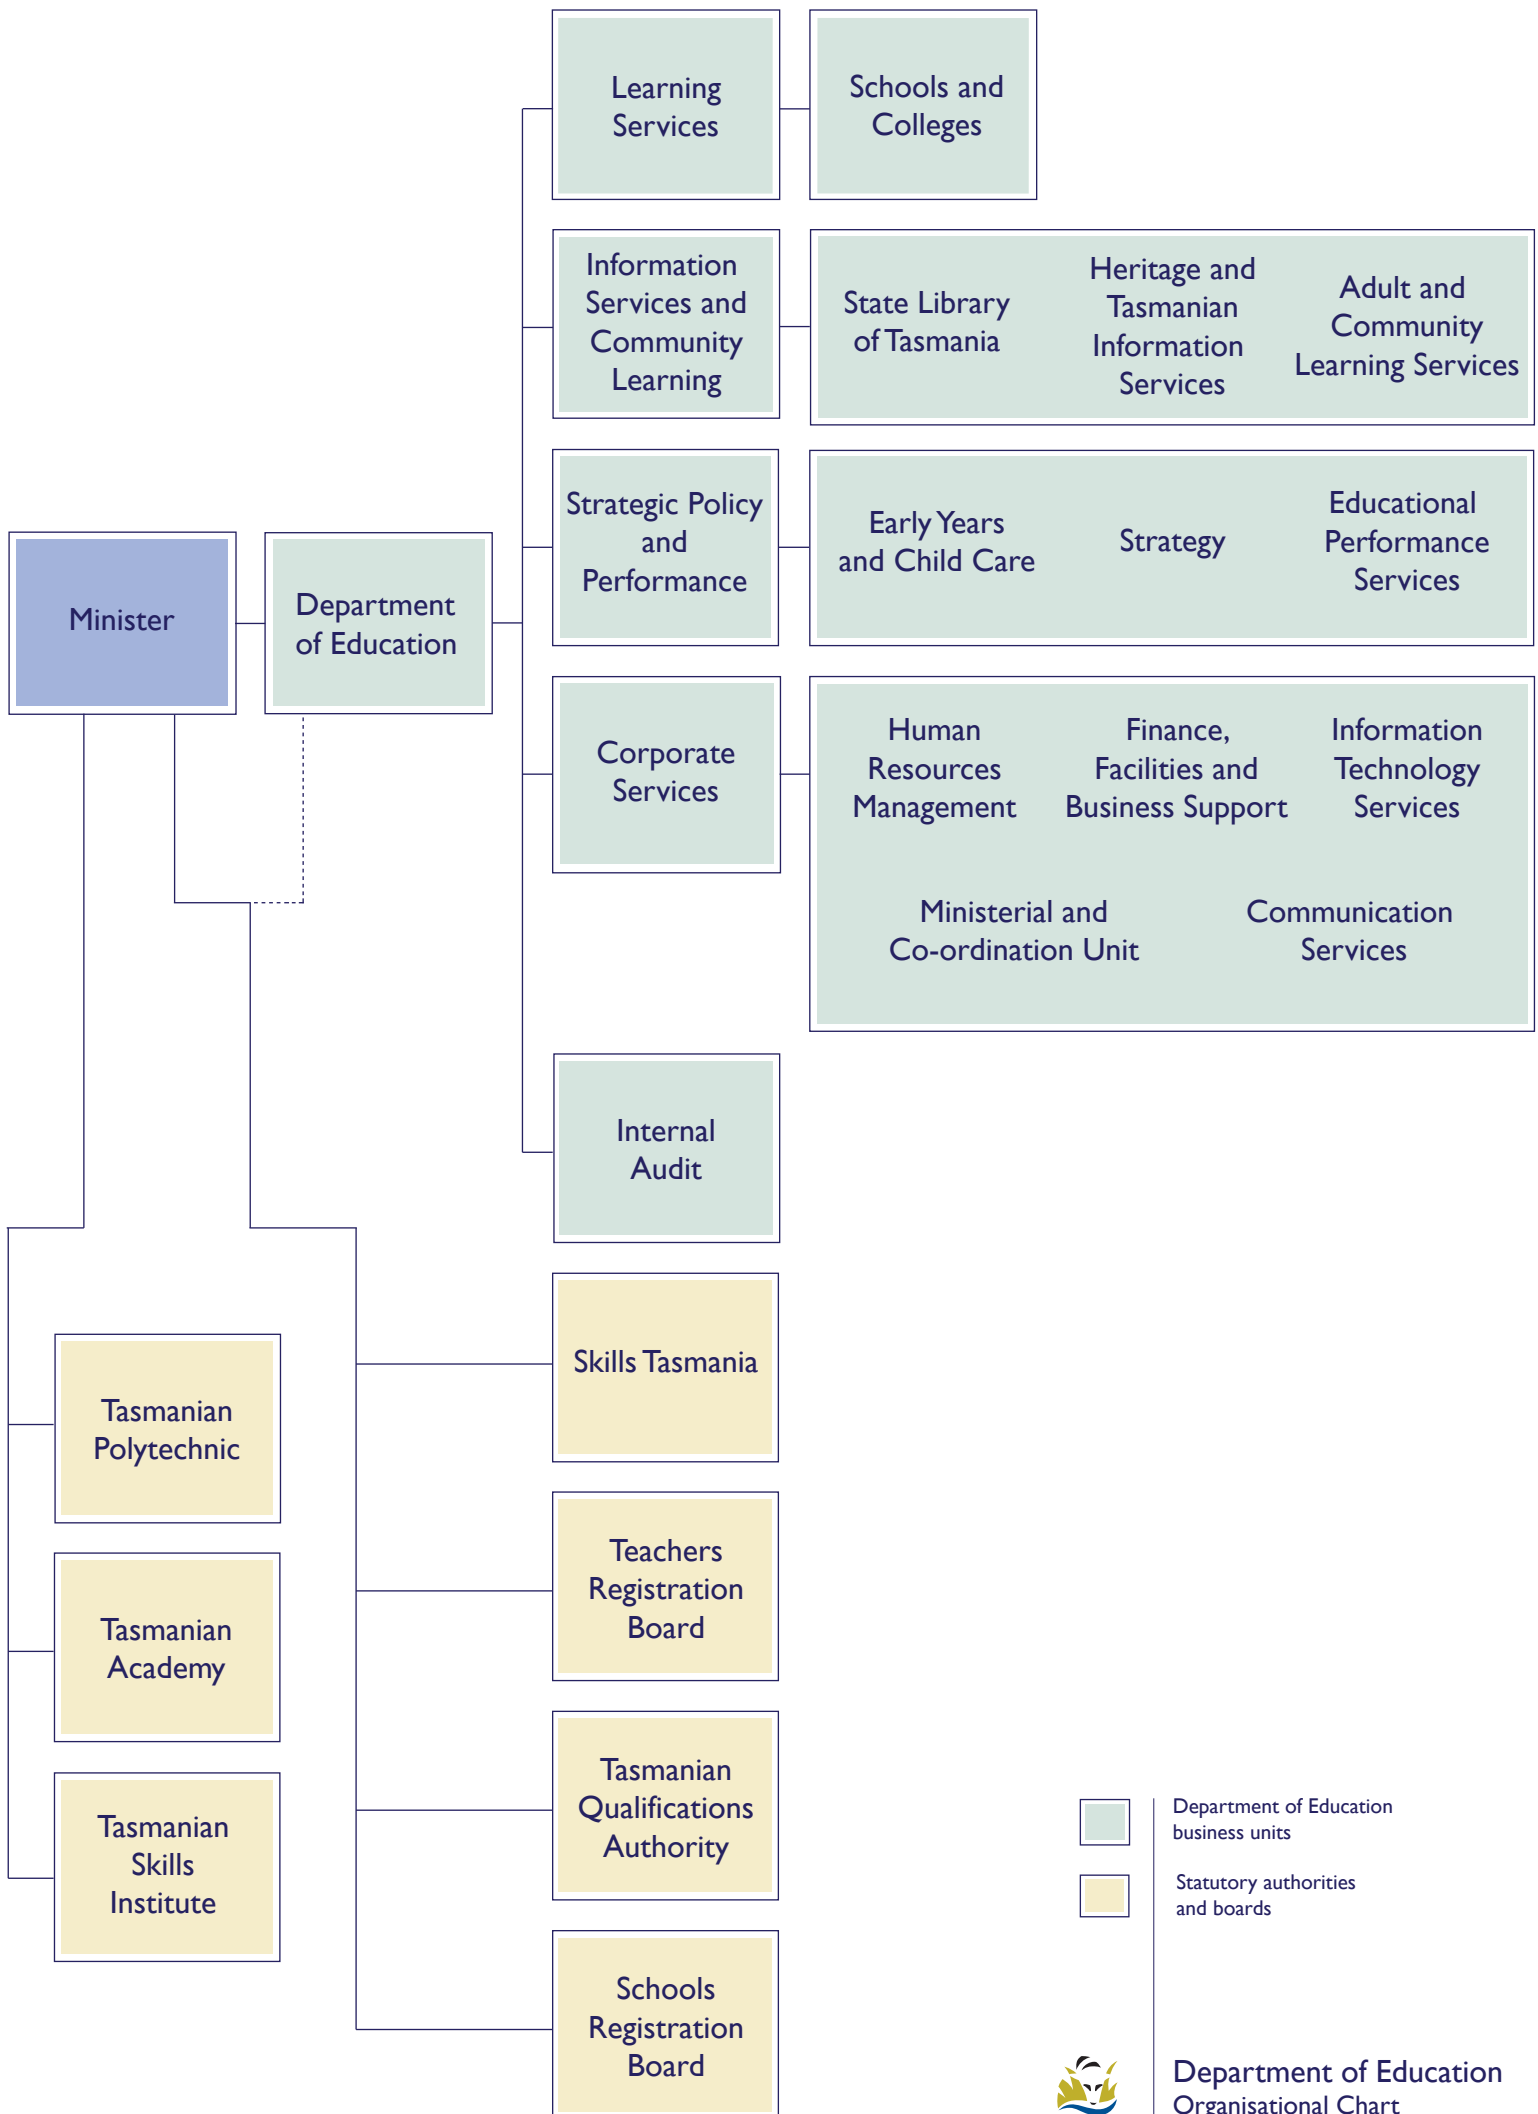 Learning
Services
Schools and
Colleges
Information
Services and
Community
Learning
State Library
of Tasmania
Heritage and
Tasmanian
Information
Services
Adult and
Community
Learning Services
Strategic Policy
and
Performance
Early Years
and Child Care
Strategy
Educational
Performance
Services
Minister
Department
of Education
Corporate
Services
Human
Resources
Management
Finance,
Facilities and
Business Support
Information
Technology
Services
Ministerial and
Co-ordination Unit
Communication
Services
Internal
Audit
Skills Tasmania
Tasmanian
Polytechnic
Teachers
Registration
Board
Tasmanian
Academy
Tasmanian
Qualifications
Authority
Tasmanian
Skills
Institute
Schools
Registration
Board
Department of Education
business units
Statutory authorities
and boards
Department of Education
Organisational Chart